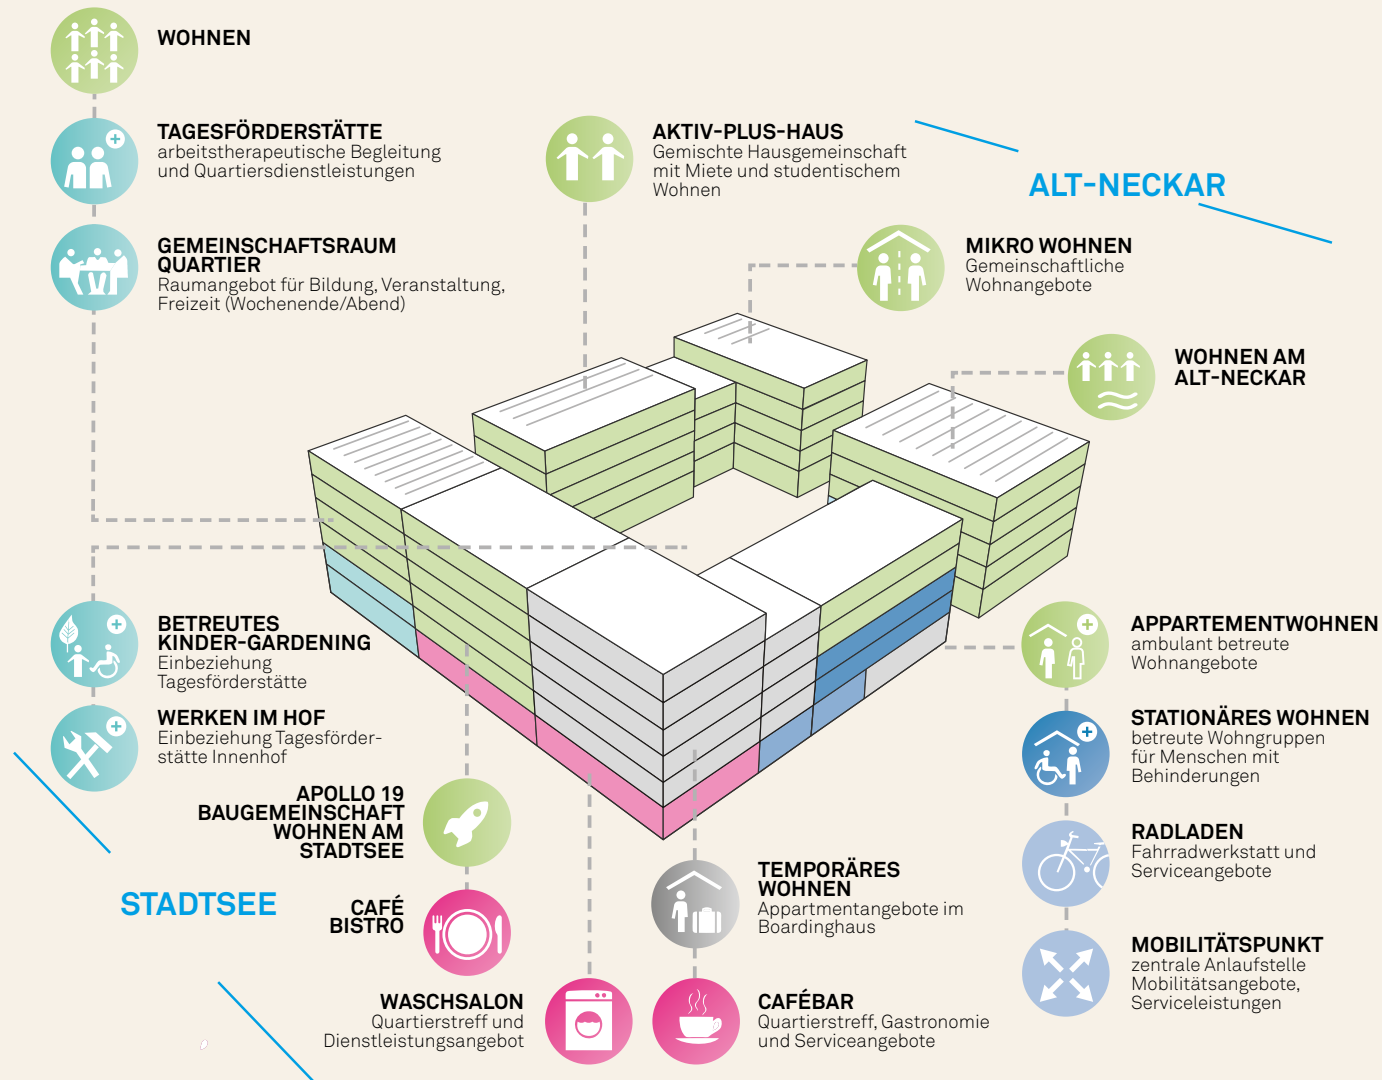 WOHNEN
TAGESFÖRDERSTÄTTE
arbeitstherapeutische Begleitung
und Quartiersdienstleistungen
GEMEINSCHAFTSRAUM
QUARTIER
Raumangebot für Bildung, Veranstaltung,
Freizeit (Wochenende/Abend)
AKTIV-PLUS-HAUS
Gemischte Hausgemeinschaft
mit Miete und studentischem
Wohnen
ALT-NECKAR
MIKRO WOHNEN
Gemeinschaftliche
Wohnangebote
WOHNEN AM
ALT-NECKAR
BETREUTES
KINDER-GARDENING
Einbeziehung
Tagesförderstätte
WERKEN IM HOF
Einbeziehung Tagesförder-
stätte Innenhof
APOLLO 19
BAUGEMEINSCHAFT
WOHNEN AM
STADTSEE
STADTSEE
CAFÉ
BISTRO
WASCHSALON
Quartierstreff und
Dienstleistungsangebot
TEMPORÄRES
WOHNEN
Appartmentangebote im
Boardinghaus
CAFÉBAR
Quartierstreff, Gastronomie
und Serviceangebote
APPARTEMENTWOHNEN
ambulant betreute
Wohnangebote
STATIONÄRES WOHNEN
betreute Wohngruppen
für Menschen mit
Behinderungen
RADLADEN
Fahrradwerkstatt und
Serviceangebote
MOBILITÄTSPUNKT
zentrale Anlaufstelle
Mobilitätsangebote,
Serviceleistungen